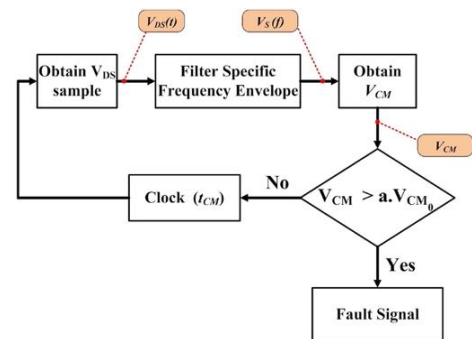 V_DS(t)
V_S(f)
Obtain V_DS
sample
Filter Specific
Frequency Envelope
Obtain
V_CM
V_CM
No
Clock (t_CM)
V_CM > a.V_CM_0
Yes
Fault Signal